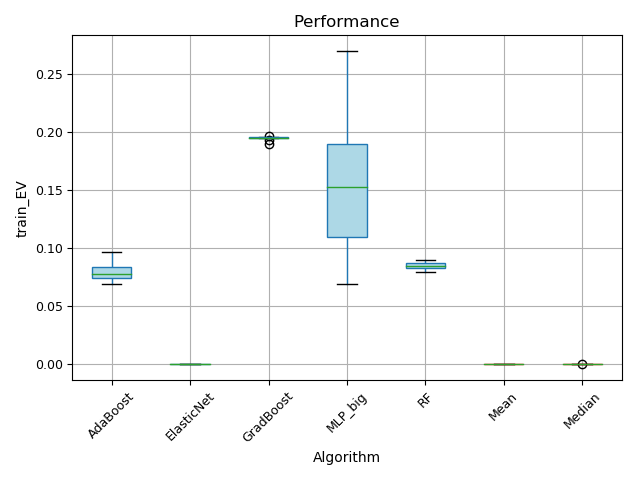 Performance
train_EV
0.25
0.20
0.15
0.10
0.05
0.00
AdaBoost
ElasticNet
GradBoost
MLP_big
RF
Mean
Median
Algorithm